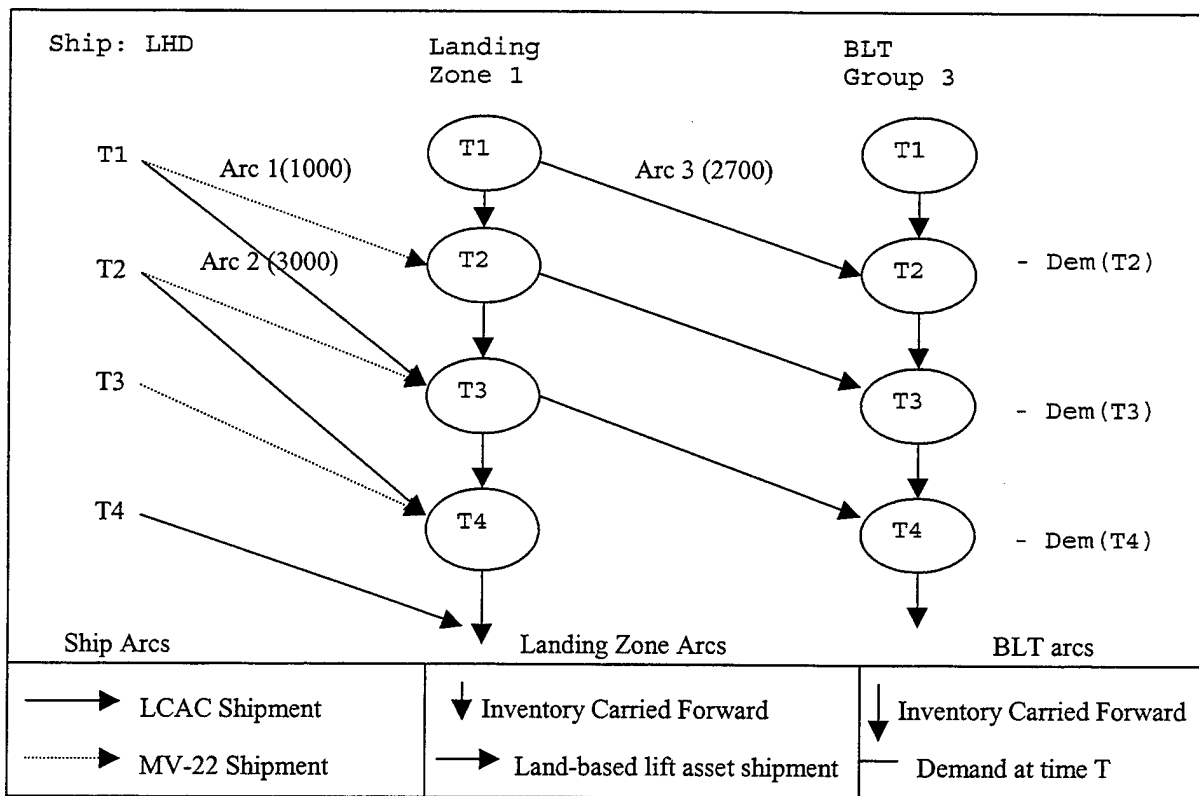 Ship: LHD
Landing
Zone 1
BLT
Group 3
T1
Arc 1(1000)
T1
Arc 3 (2700)
T1
T2
Arc 2 (3000)
T2
T2
- Dem(T2)
T3
T3
T3
- Dem(T3)
T4
T4
T4
- Dem(T4)
Ship Arcs
Landing Zone Arcs
BLT arcs
LCAC Shipment
MV-22 Shipment
Inventory Carried Forward
Land-based lift asset shipment
Inventory Carried Forward
Demand at time T